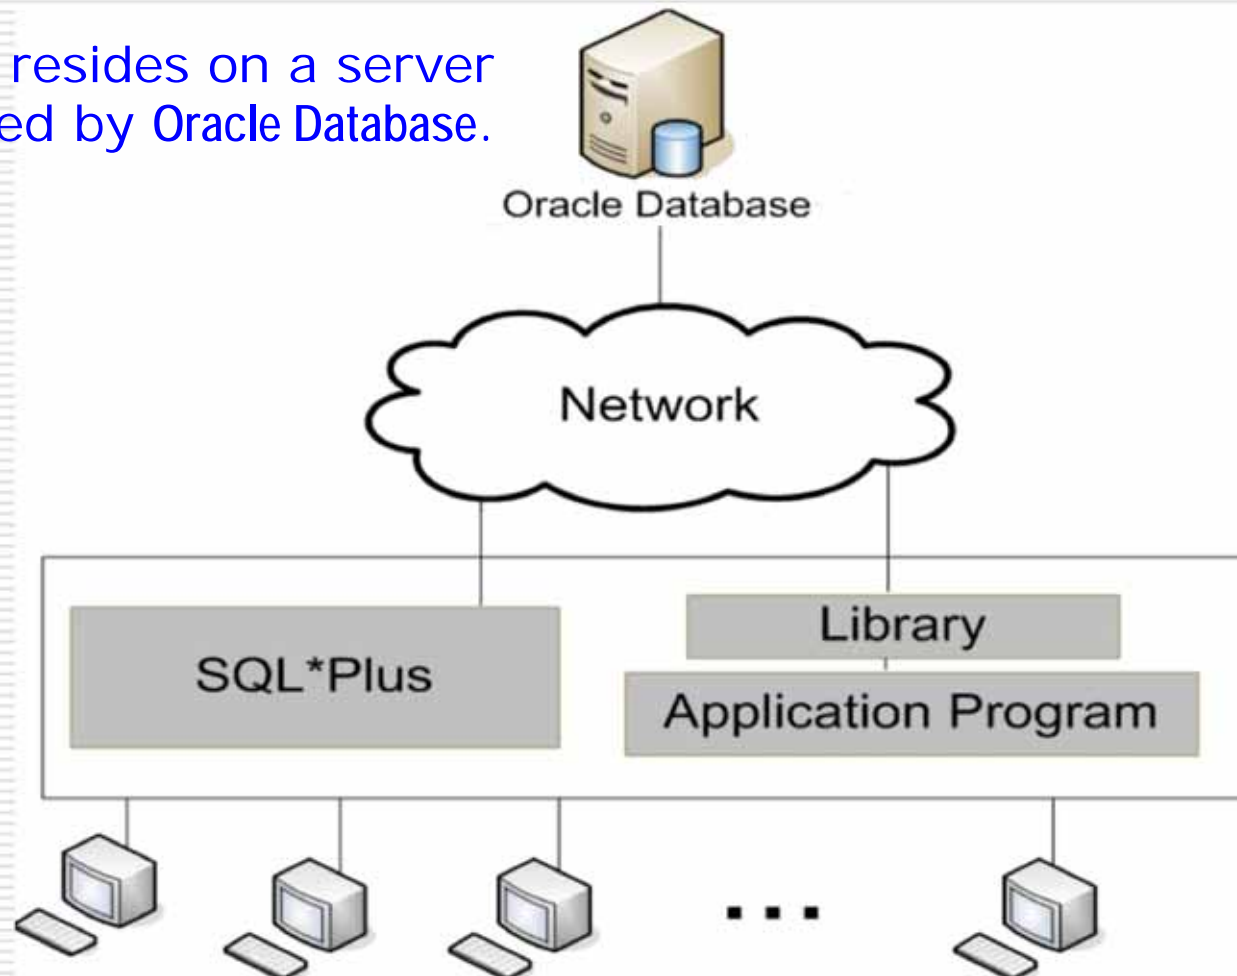 resides on a server
ed by Oracle Database.
Oracle Database
Network
SQL*Plus
Library
Application Program
...